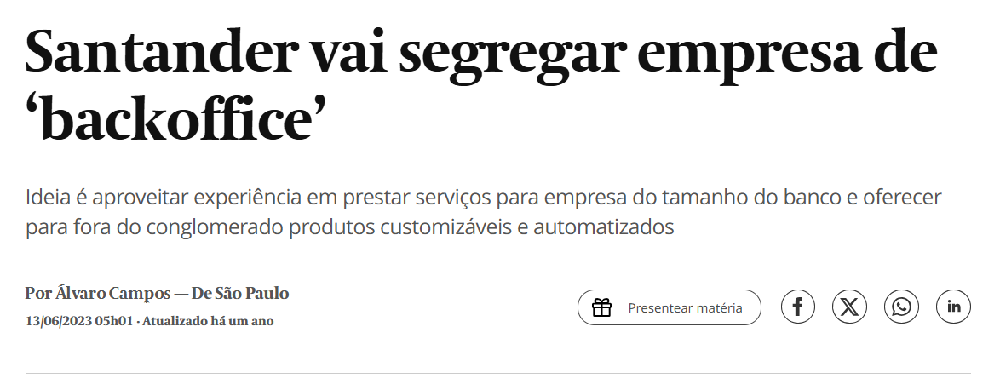 Santander vai segregar empresa de
‘backoffice’
Ideia é aproveitar experiência em prestar serviços para empresa do tamanho do banco e oferecer
para fora do conglomerado produtos customizáveis e automatizados
Por Álvaro Campos — De São Paulo
13/06/2023 05h01 · Atualizado há um ano
Presentear matéria